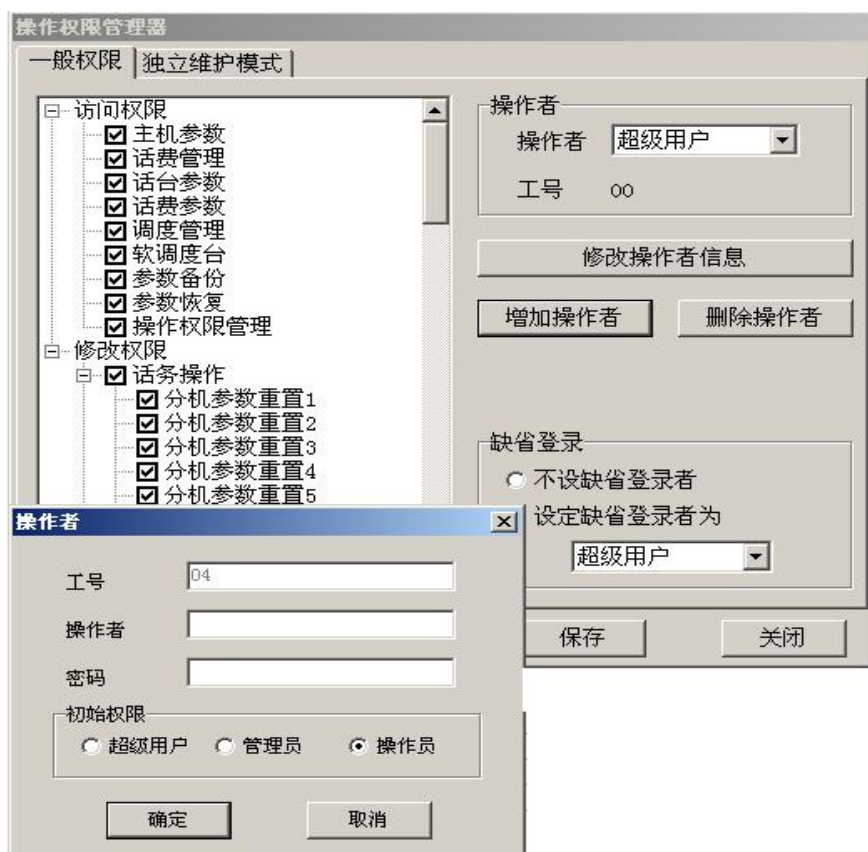 操作权限管理器
一般权限 独立维护模式
访问权限
主机参数
话费管理
话台参数
话费参数
调度管理
软调度台
参数备份
参数恢复
操作权限管理
修改权限
话务操作
分机参数重置1
分机参数重置2
分机参数重置3
分机参数重置4
分机参数重置5
操作者
操作者 超级用户
工号 00
修改操作者信息
增加操作者 删除操作者
缺省登录
不设缺省登录者
设定缺省登录者为
超级用户
保存 关闭
操作者
工号 04
操作者
密码
初始权限
超级用户 管理员 操作员
确定 取消